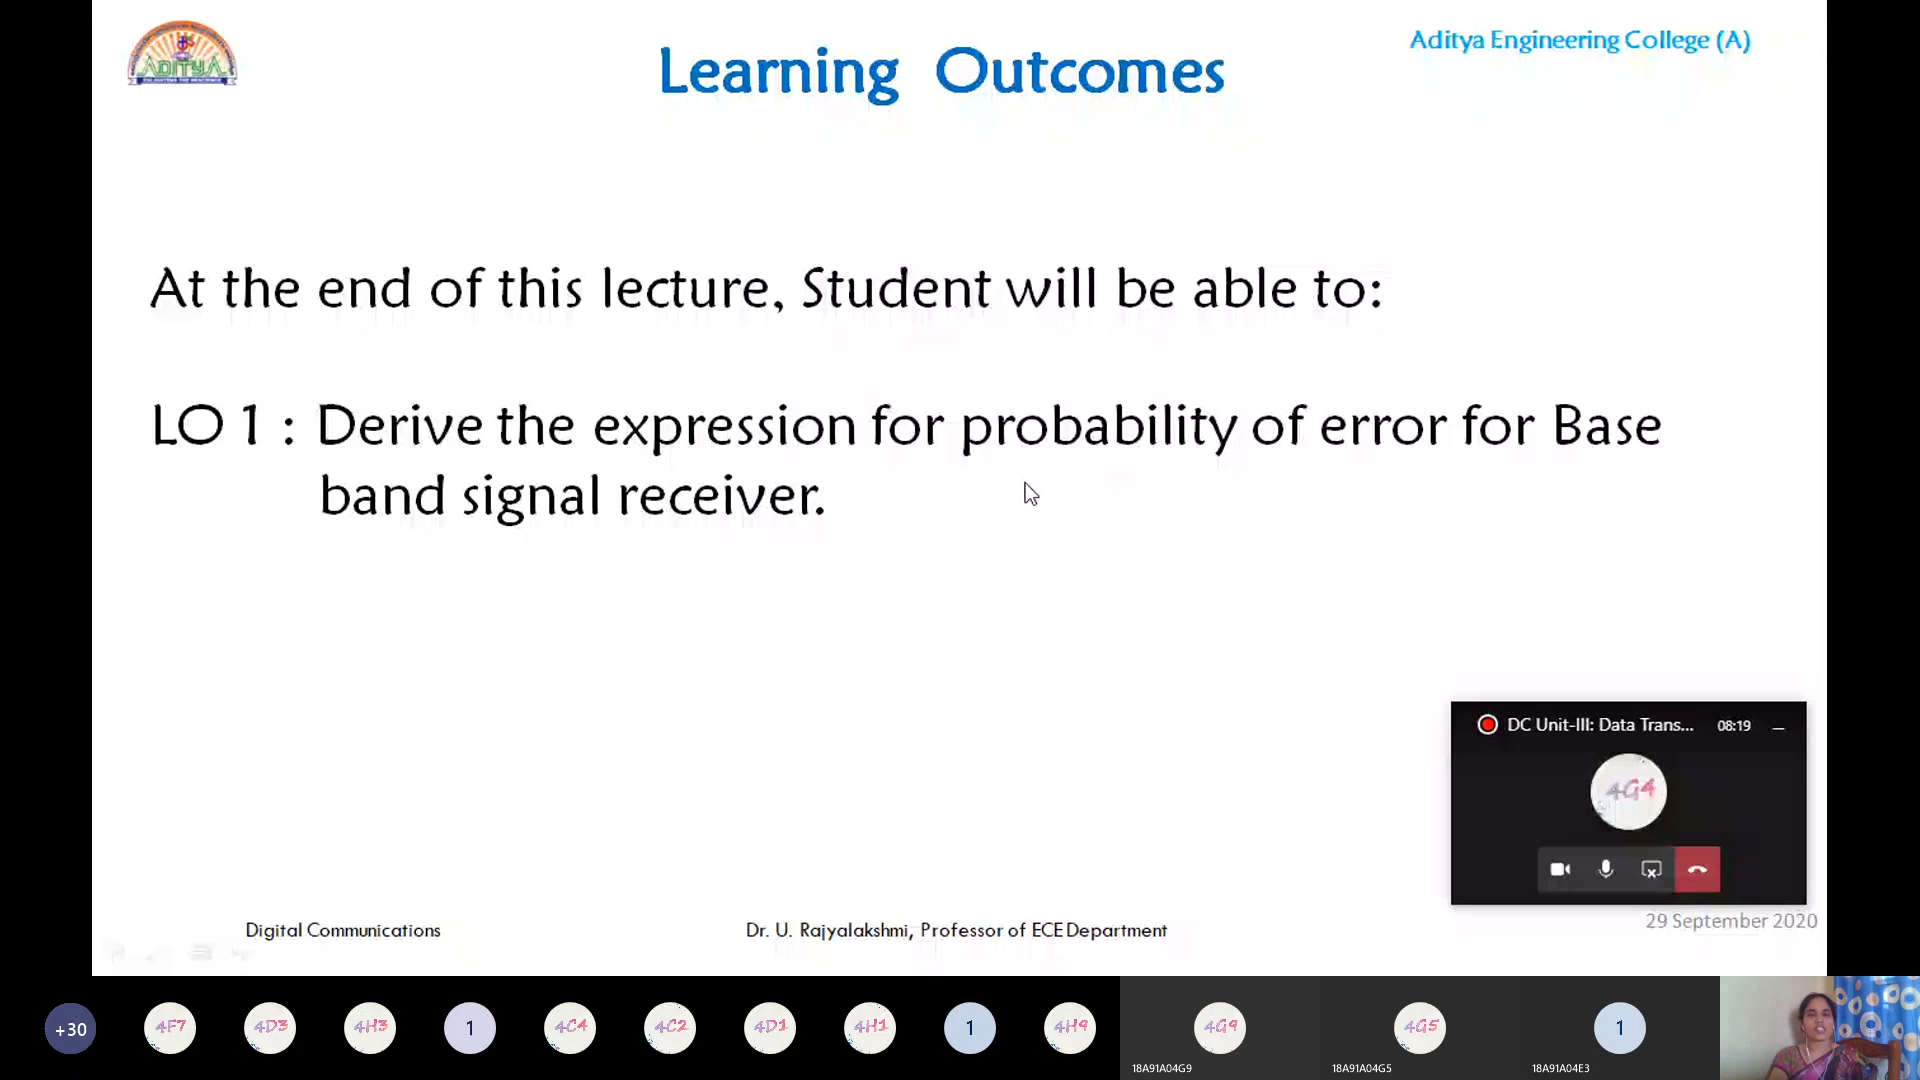 ADITYA
Aditya Engineering College (A)
Learning Outcomes
At the end of this lecture, Student will be able to:
LO 1 : Derive the expression for probability of error for Base
band signal receiver.
DC Unit-III: Data Trans... 08:19
4G4
29 September 2020
Digital Communications
Dr. U. Rajyalakshmi, Professor of ECE Department
+30
4F7
4D3
4H3
1
4C4
4C2
4D1
4H1
1
4H9
4G9
4G5
1
18A91A04G9
18A91A04G5
18A91A04E3